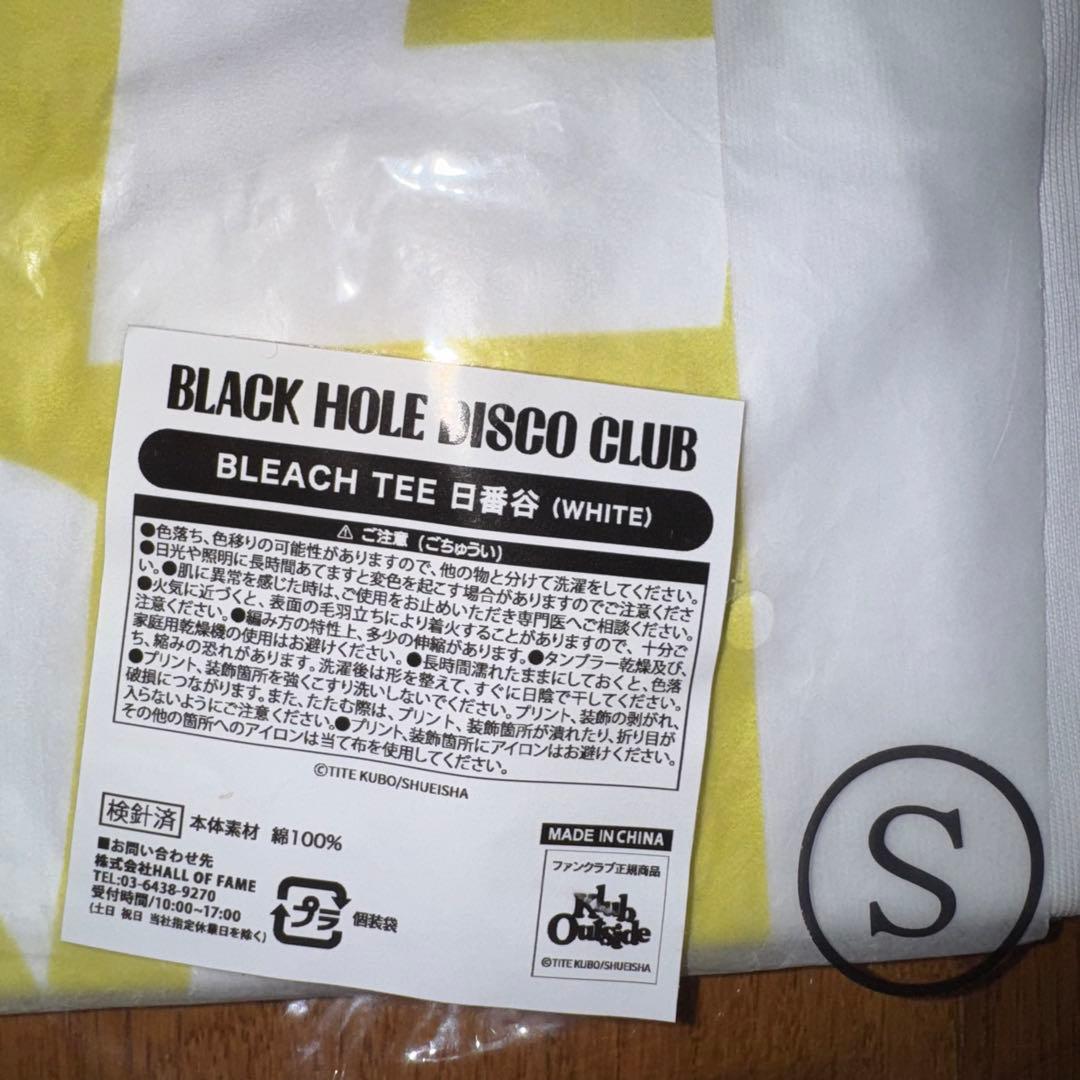 BLACK HOLE DISCO CLUB
BLEACH TEE 日番谷 (WHITE)
⚠ ご注意 (ごちゅうい)
●色落ち、色移りの可能性がありますので、他の物と分けて洗濯をしてください。
●日光や照明に長時間あてますと変色を起こす場合がありますのでご注意くださ
い。●肌に異常を感じた時は、ご使用をお止めいただき専門医へご相談ください。
●火気に近づくと、表面の毛羽立ちにより着火することがありますので、十分ご
注意ください。●編み方の特性上、多少の伸縮があります。●タンブラー乾燥及び、
家庭用乾燥機の使用はお避けください。●長時間濡れたままにしておくと、色落
ち、縮みの恐れがあります。洗濯後は形を整えて、すぐに日陰で干してください。
●プリント、装飾箇所を強くこすり洗いしないでください。プリント、装飾の剥がれ、
破損につながります。また、たたむ際は、プリント、装飾箇所が潰れたり、折り目が
入らないようにご注意ください。●プリント、装飾箇所にアイロンはお避けください。
その他の箇所へのアイロンは当て布を使用してください。
©TITE KUBO/SHUEISHA
検針済 本体素材 綿100%
■お問い合わせ先
株式会社HALL OF FAME
TEL:03-6438-9270
受付時間/10:00~17:00
(土日 祝日 当社指定休業日を除く)
プラ 個装袋
MADE IN CHINA
ファンクラブ正規商品
Klub
Outside
©TITE KUBO/SHUEISHA
S